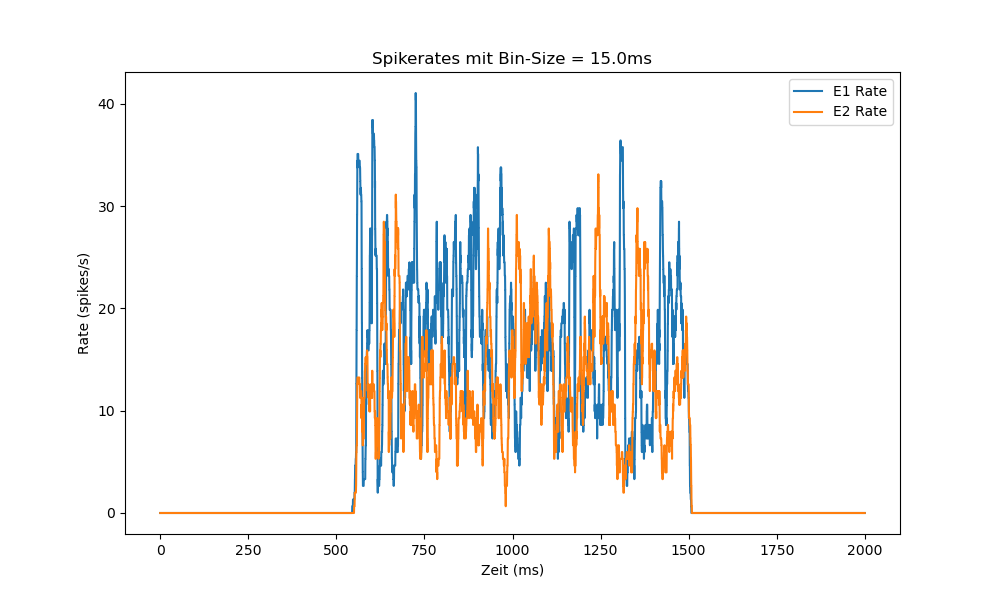 Spikerates mit Bin-Size = 15.0ms
E1 Rate
E2 Rate
Rate (spikes/s)
40
30
20
10
0
0 250 500 750 1000 1250 1500 1750 2000
Zeit (ms)